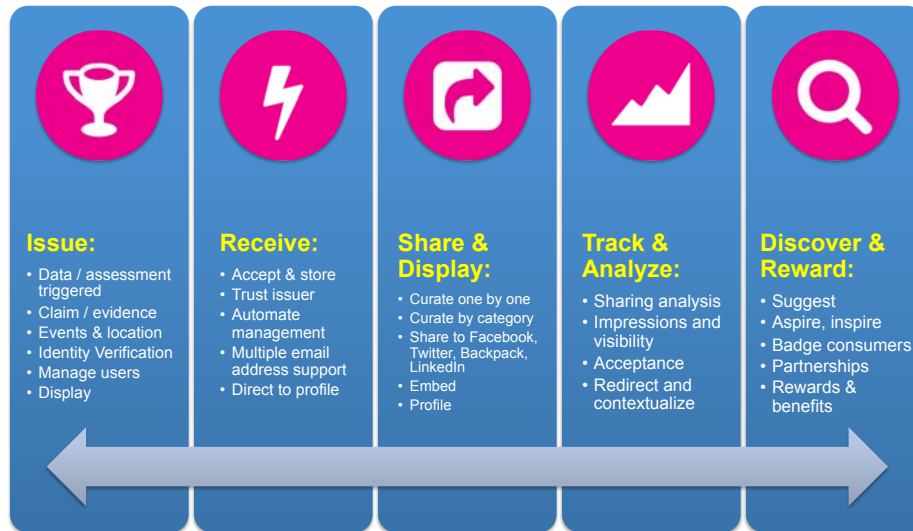 Issue:
• Data / assessment
triggered
• Claim / evidence
• Events & location
• Identity Verification
• Manage users
• Display
Receive:
• Accept & store
• Trust issuer
• Automate
management
• Multiple email
address support
• Direct to profile
Share &
Display:
• Curate one by one
• Curate by category
• Share to Facebook,
Twitter, Backpack,
LinkedIn
• Embed
• Profile
Track &
Analyze:
• Sharing analysis
• Impressions and
visibility
• Acceptance
• Redirect and
contextualize
Discover &
Reward:
• Suggest
• Aspire, inspire
• Badge consumers
• Partnerships
• Rewards &
benefits